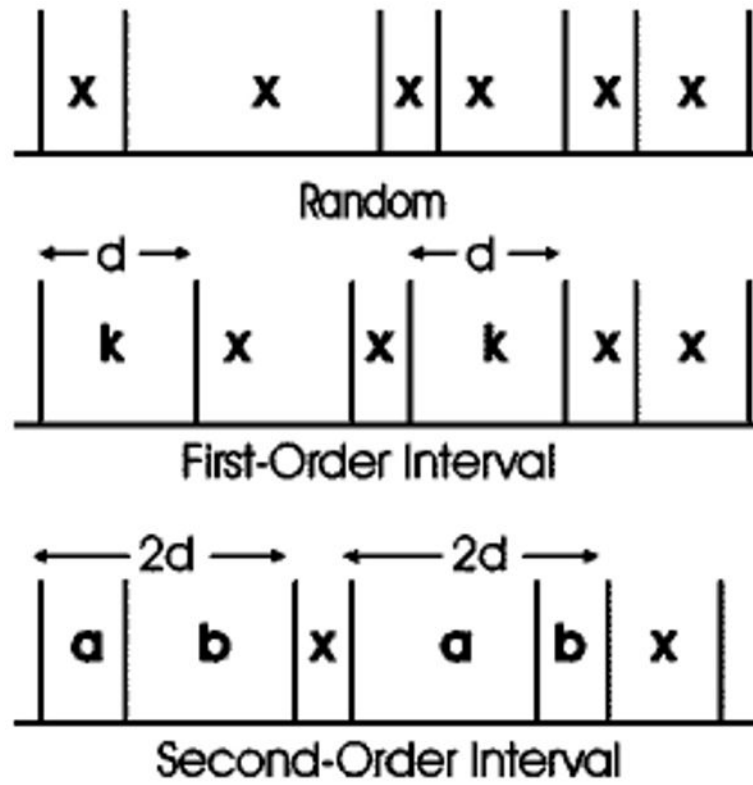 x x x x x x
Random
d d
k x x k x x
First-Order Interval
2d 2d
a b x a b x
Second-Order Interval